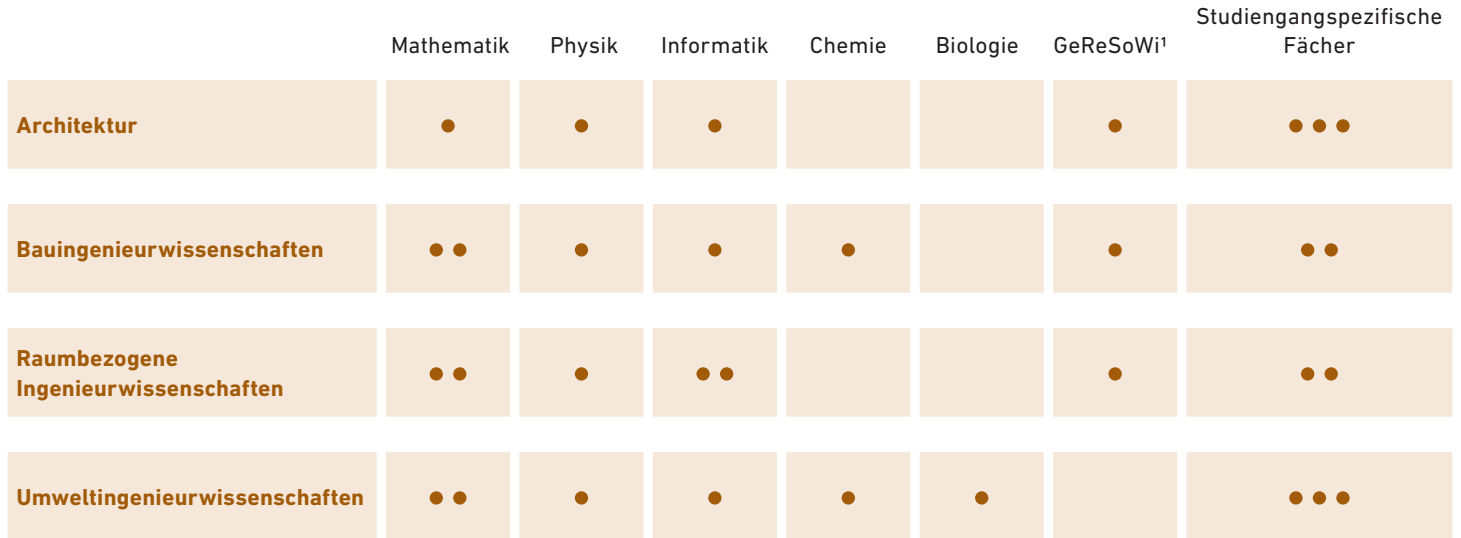 Studiengangspezifische
Mathematik Physik Informatik Chemie Biologie GeReSoWi¹ Fächer
Architektur ● ● ● ● ● ● ●
Bauingenieurwissenschaften ● ● ● ● ● ● ● ●
Raumbezogene
Ingenieurwissenschaften ● ● ● ● ● ● ● ●
Umweltingenieurwissenschaften ● ● ● ● ● ● ● ● ●